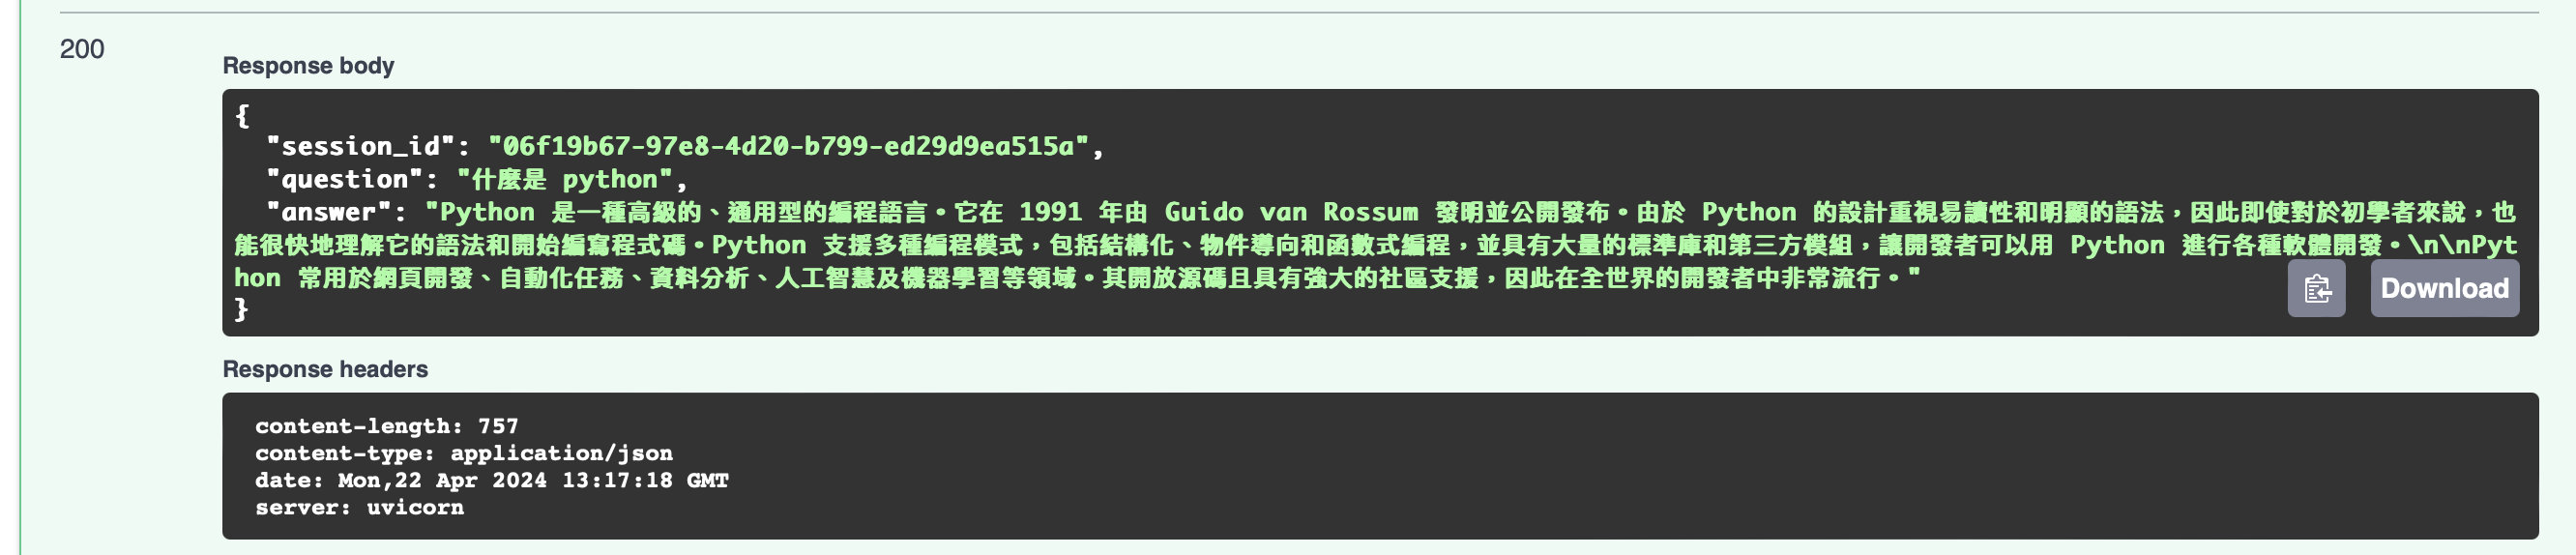 200
Response body
{
"session_id": "06f19b67-97e8-4d20-b799-ed29d9ea515a",
"question": "什麼是 python",
"answer": "Python 是一種高級的、通用型的編程語言。它在 1991 年由 Guido van Rossum 發明並公開發布。由於 Python 的設計重視易讀性和明顯的語法，因此即使對於初學者來說，也
能很快地理解它的語法和開始編寫程式碼。Python 支援多種編程模式，包括結構化、物件導向和函數式編程，並具有大量的標準庫和第三方模組，讓開發者可以用 Python 進行各種軟體開發。\n\nPyt
hon 常用於網頁開發、自動化任務、資料分析、人工智慧及機器學習等領域。其開放源碼且具有強大的社區支援，因此在全世界的開發者中非常流行。"
}
Download
Response headers
content-length: 757
content-type: application/json
date: Mon,22 Apr 2024 13:17:18 GMT
server: uvicorn